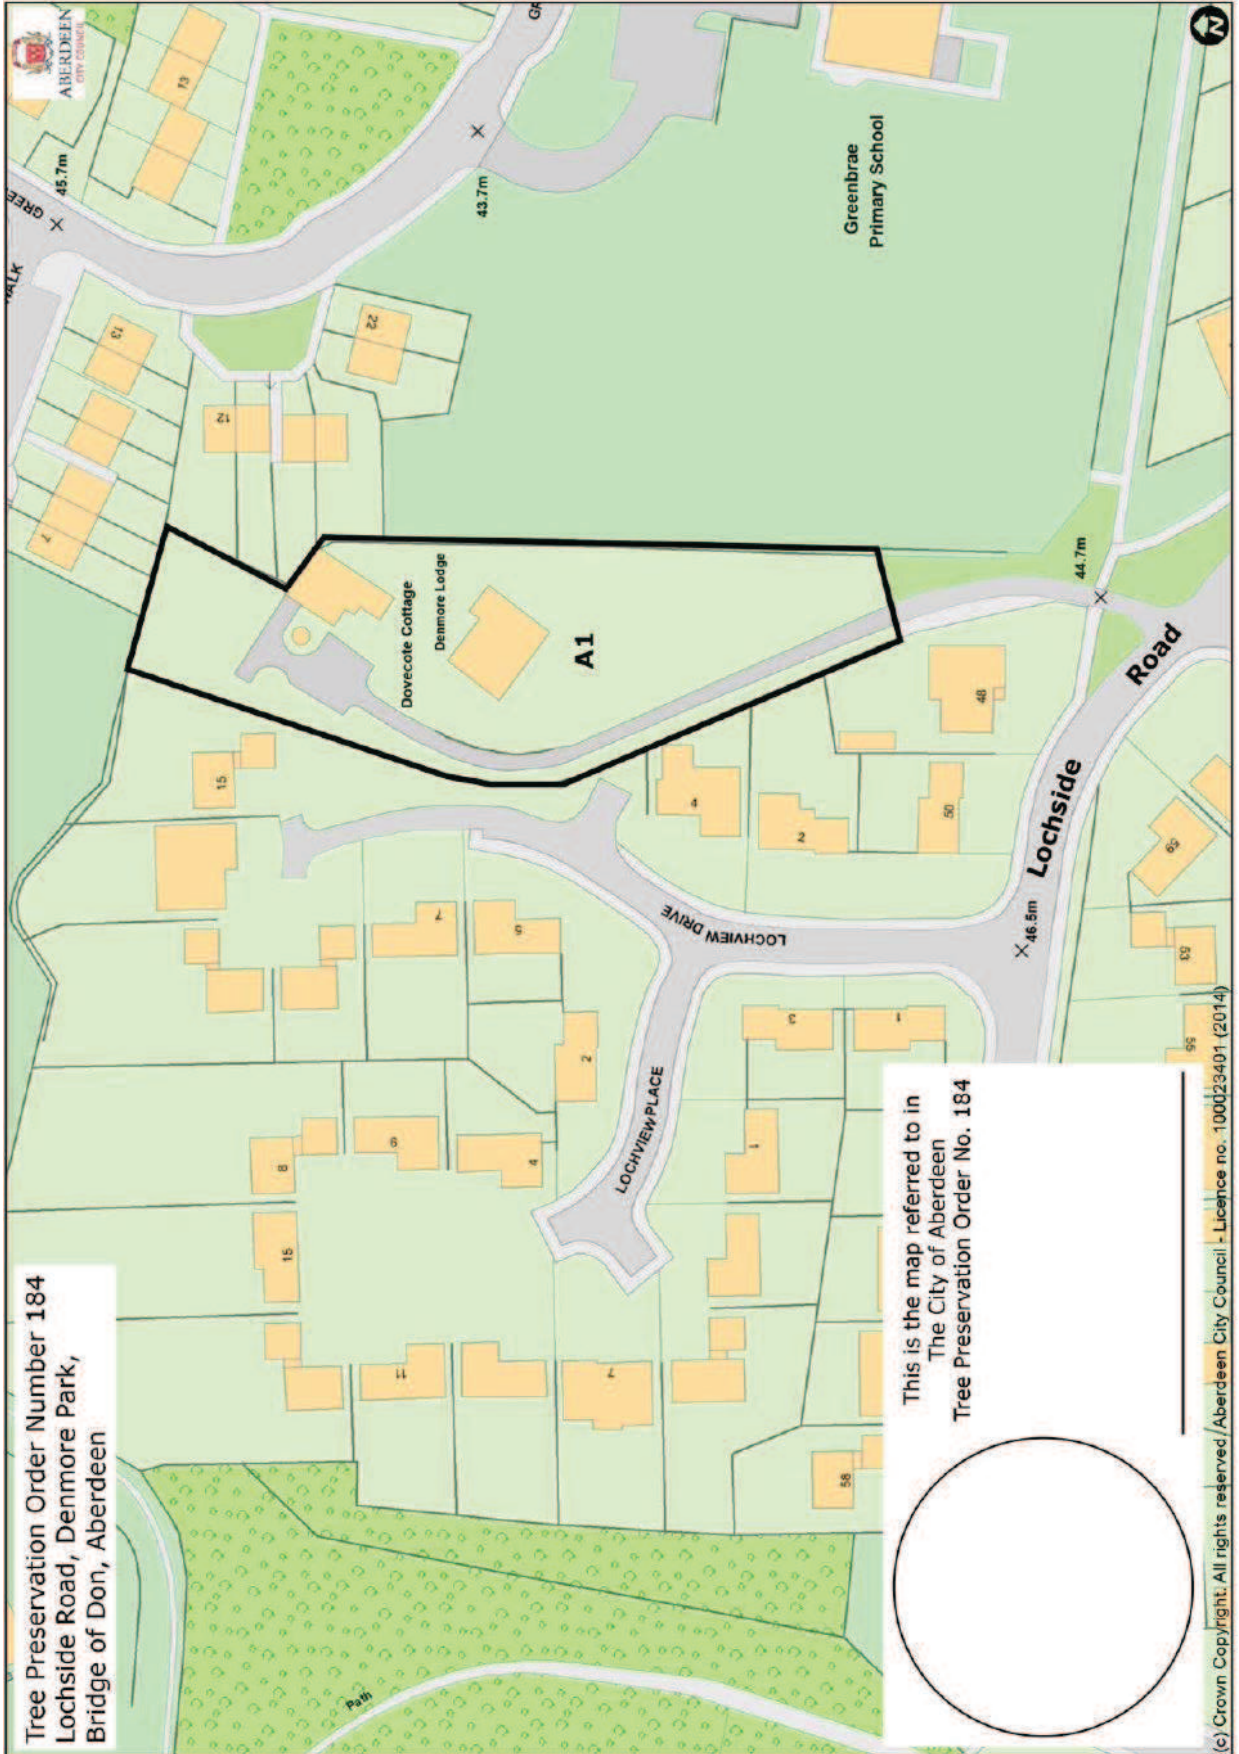 Tree Preservation Order Number 184
Lochside Road, Denmore Park,
Bridge of Don, Aberdeen
ABERDEEN
CITY COUNCIL
Path
15
8
6
4
2
11
7
LOCHVIEW PLACE
LOCHVIEW DRIVE
15
7
5
4
2
3
1
1
58
48
50
59
53
55
Lochside
Road
46.5m
44.7m
Dovecote Cottage
Denmore Lodge
A1
7
13
12
22
13
45.7m
43.7m
WALK
GREE
GR
Greenbrae
Primary School
This is the map referred to in
The City of Aberdeen
Tree Preservation Order No. 184
(c) Crown Copyright. All rights reserved. Aberdeen City Council - Licence no. 100023401 (2014)
N